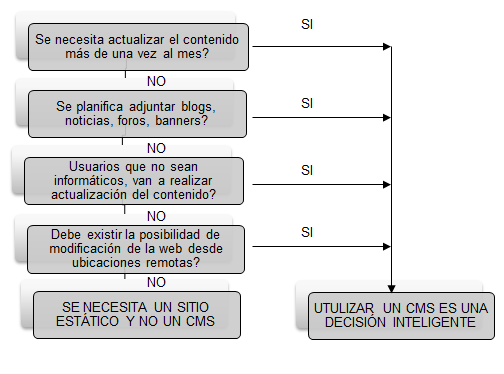 Se necesita actualizar el contenido
más de una vez al mes?
SI
NO
Se planifica adjuntar blogs,
noticias, foros, banners?
SI
NO
Usuarios que no sean
informáticos, van a realizar
actualización del contenido?
SI
NO
Debe existir la posibilidad de
modificación de la web desde
ubicaciones remotas?
SI
NO
SE NECESITA UN SITIO
ESTÁTICO Y NO UN CMS
UTULIZAR UN CMS ES UNA
DECISIÓN INTELIGENTE